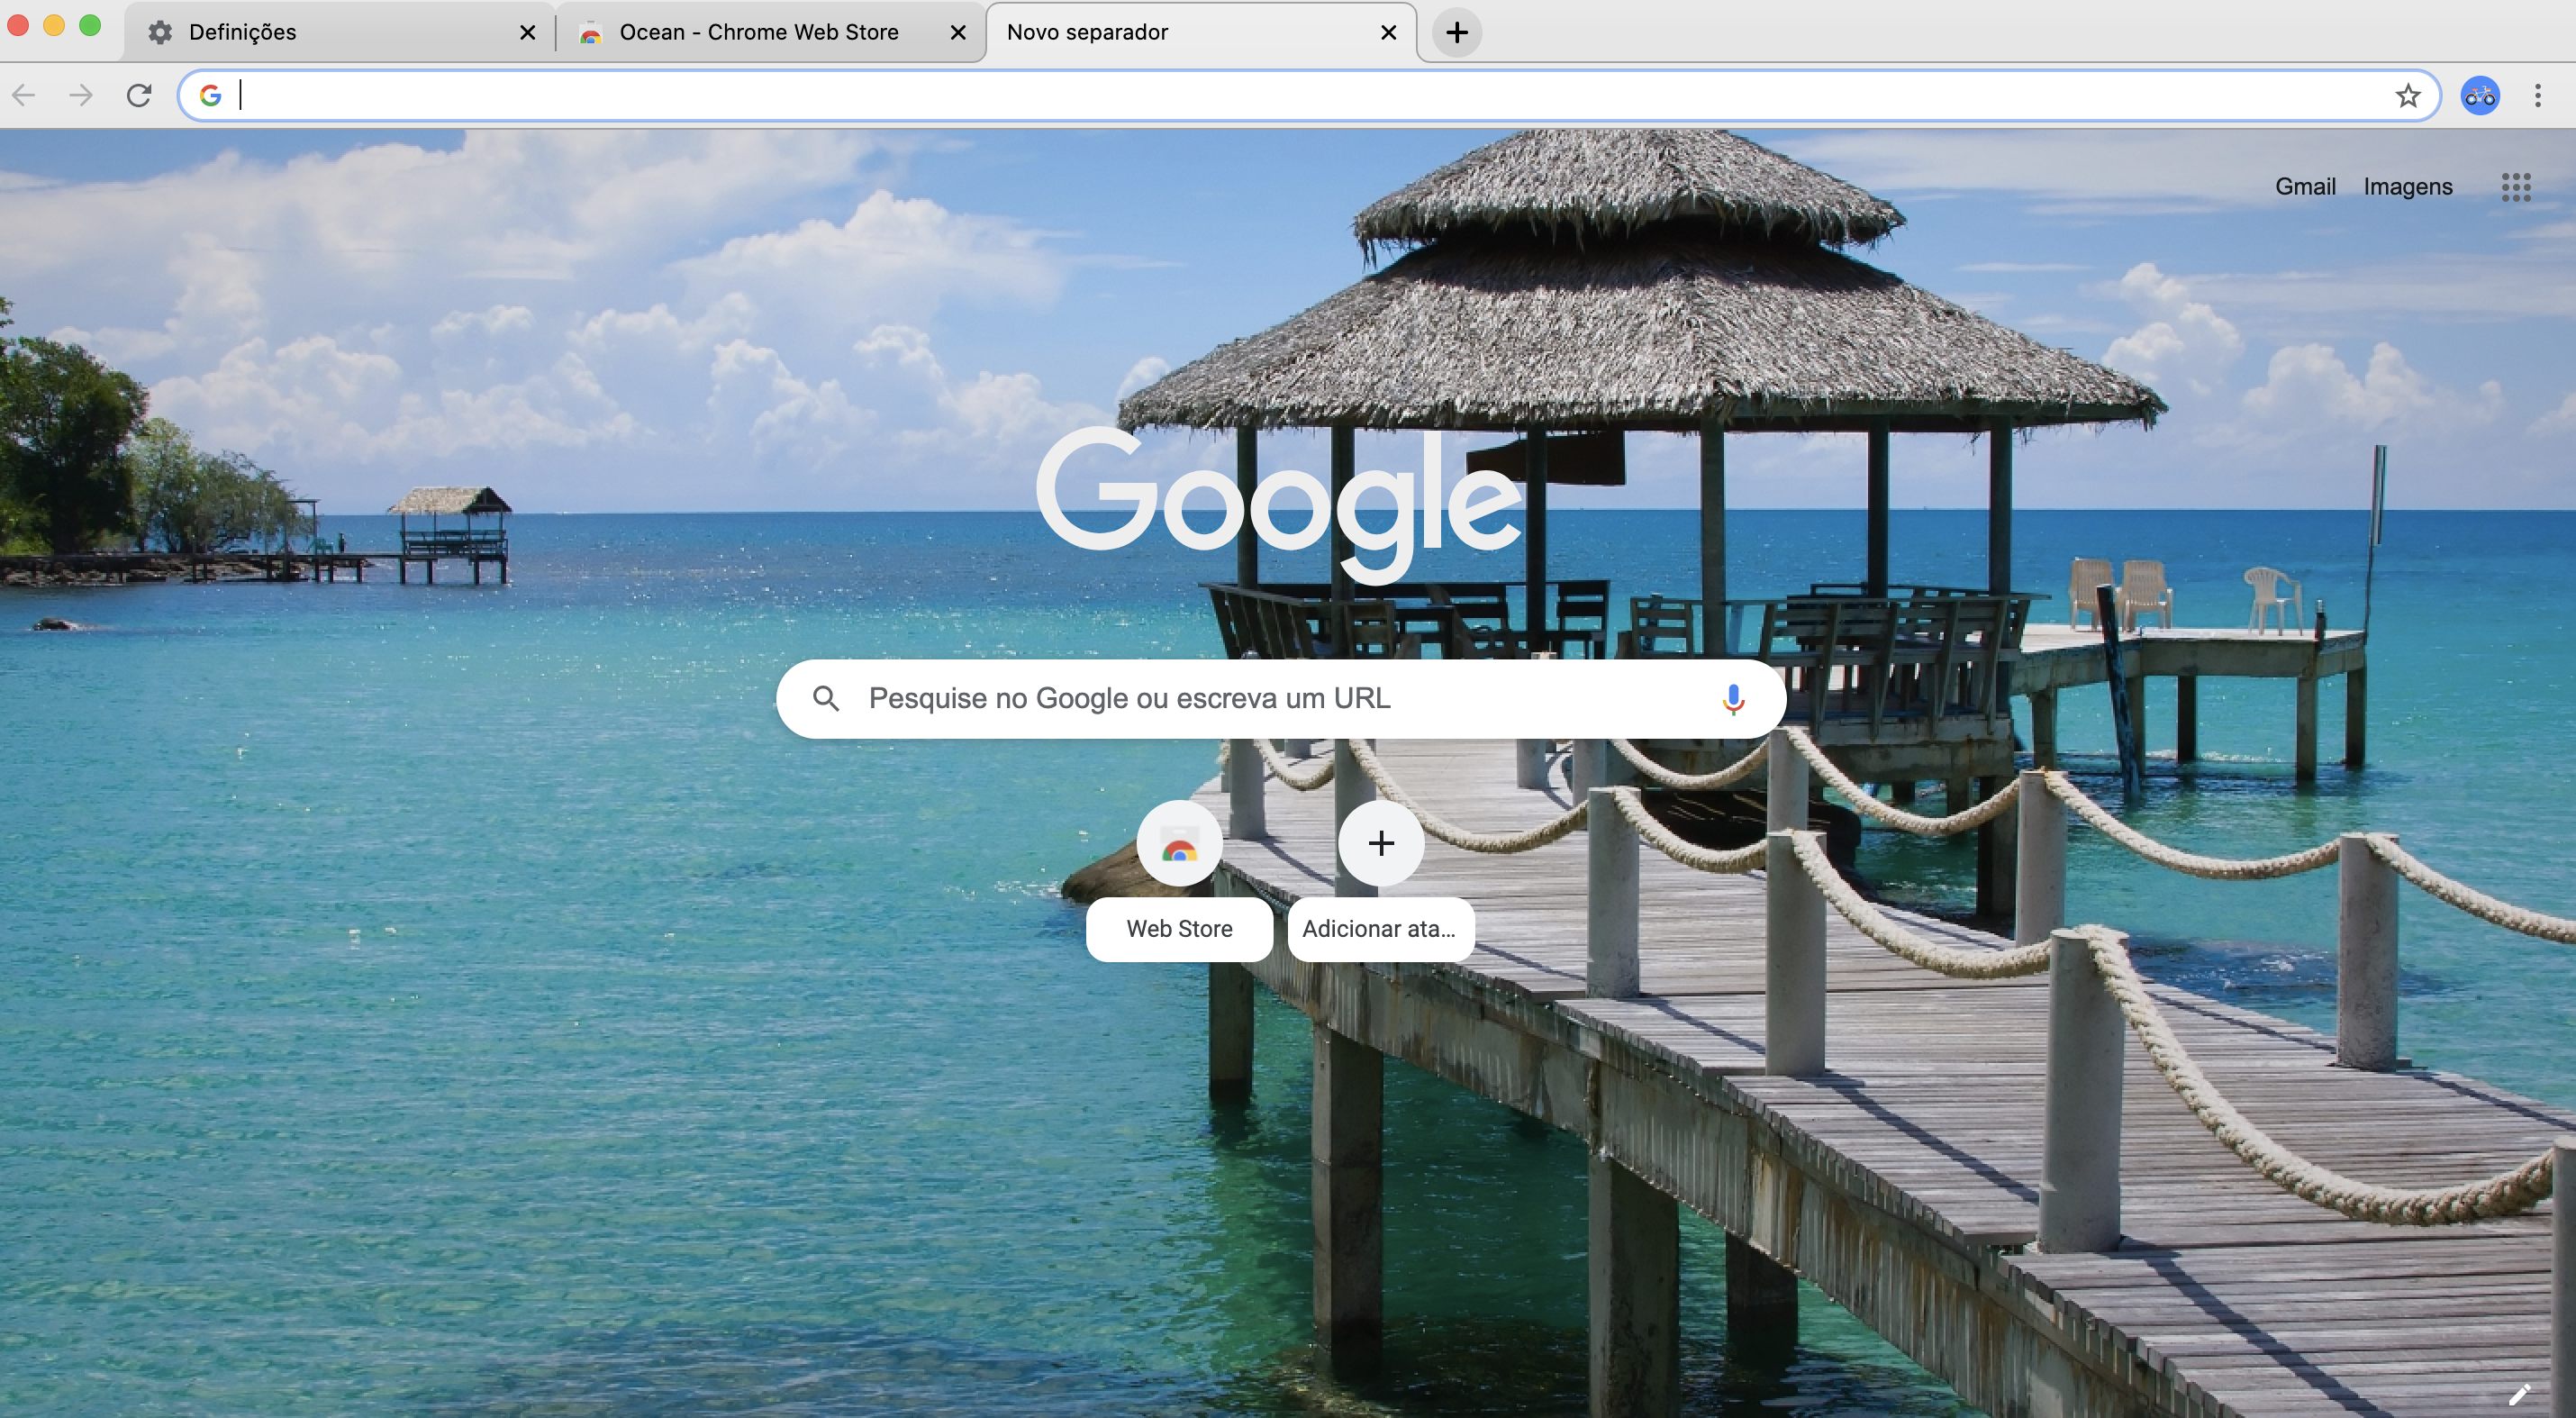 Definições
Ocean - Chrome Web Store
Novo separador
Gmail
Imagens
Google
Pesquise no Google ou escreva um URL
Web Store
Adicionar ata...